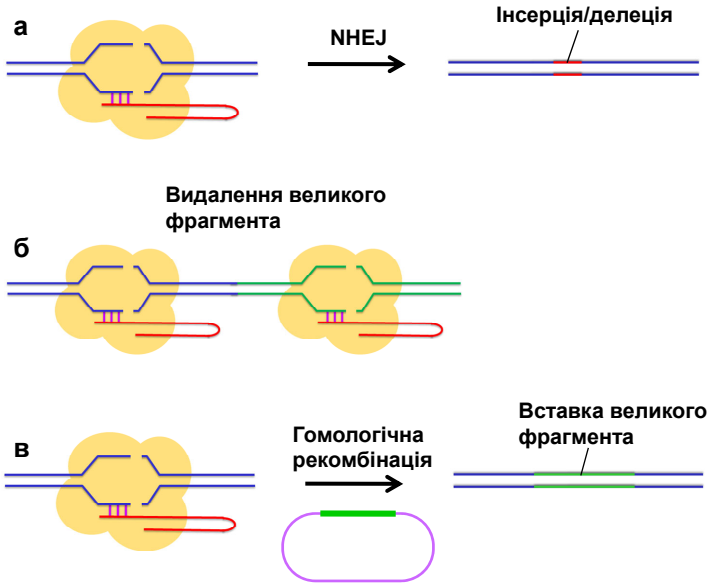 а
NHEJ
Інсерція/делеція
Видалення великого
фрагмента
б
в
Гомологічна
рекомбінація
Вставка великого
фрагмента